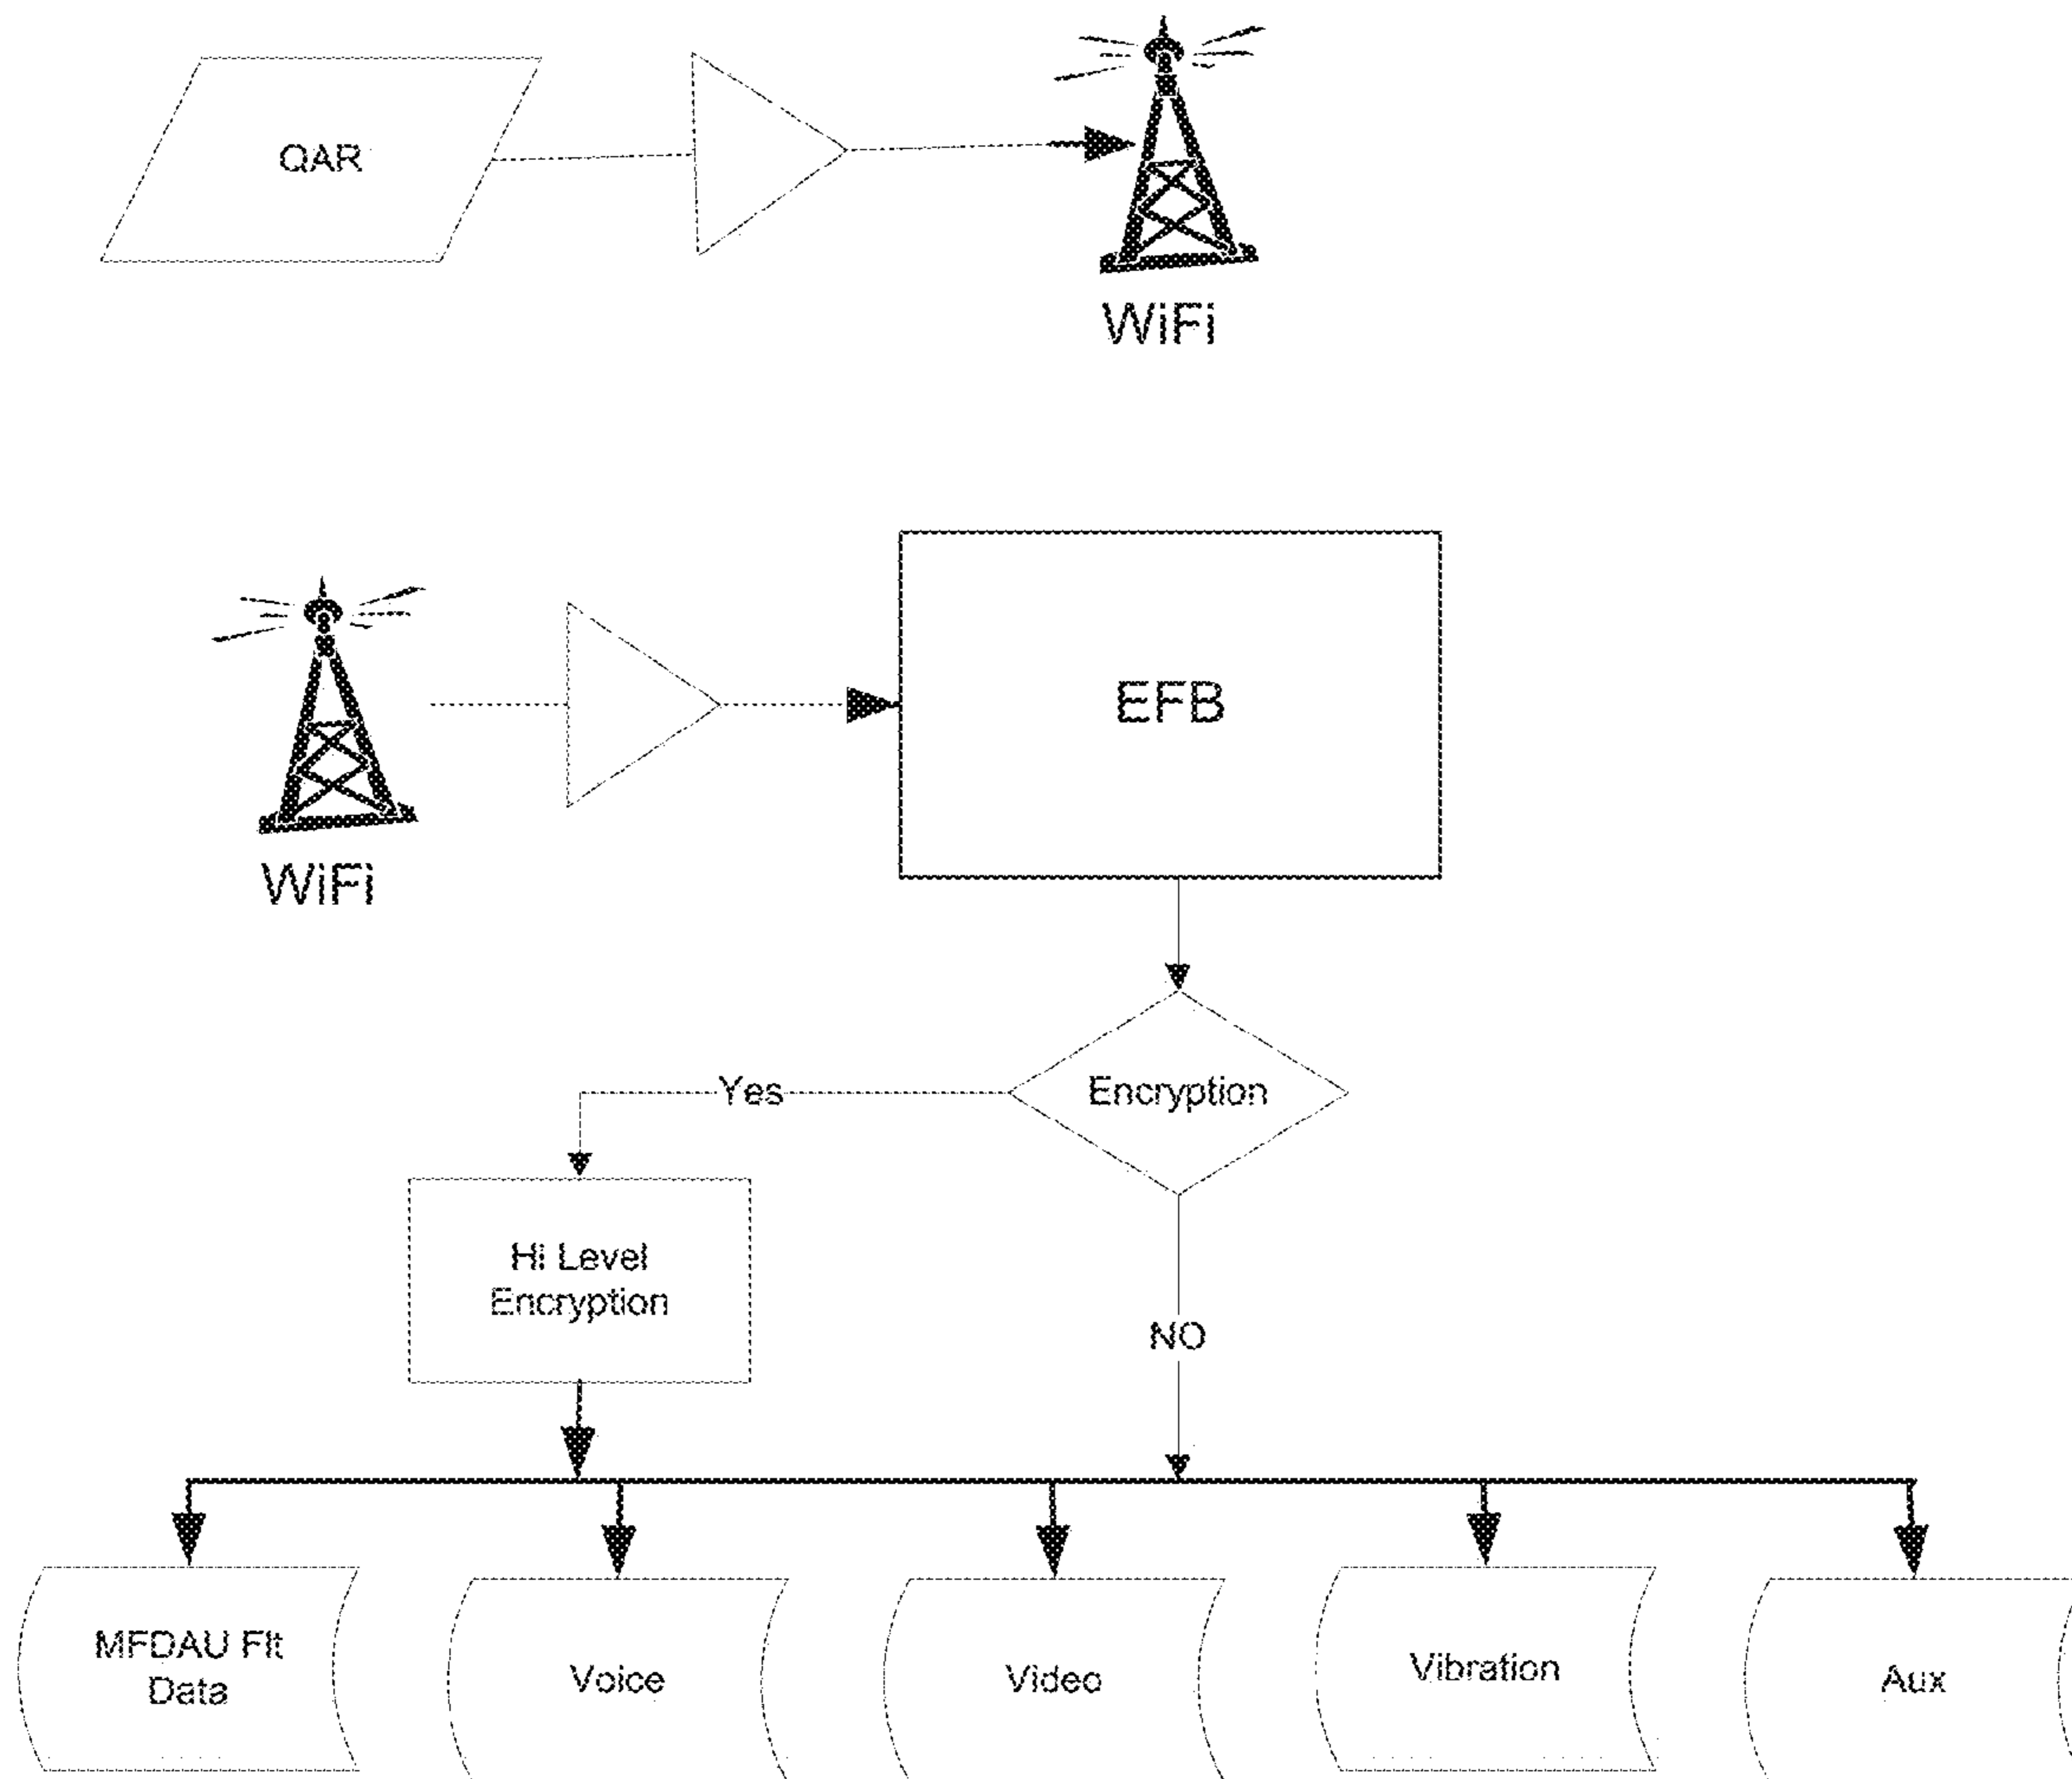 QAR
WiFi
EFB
WiFi
Encryption
Yes
Hi Level
Encryption
NO
MFDAU Flt
Data
Voice
Video
Vibration
Aux